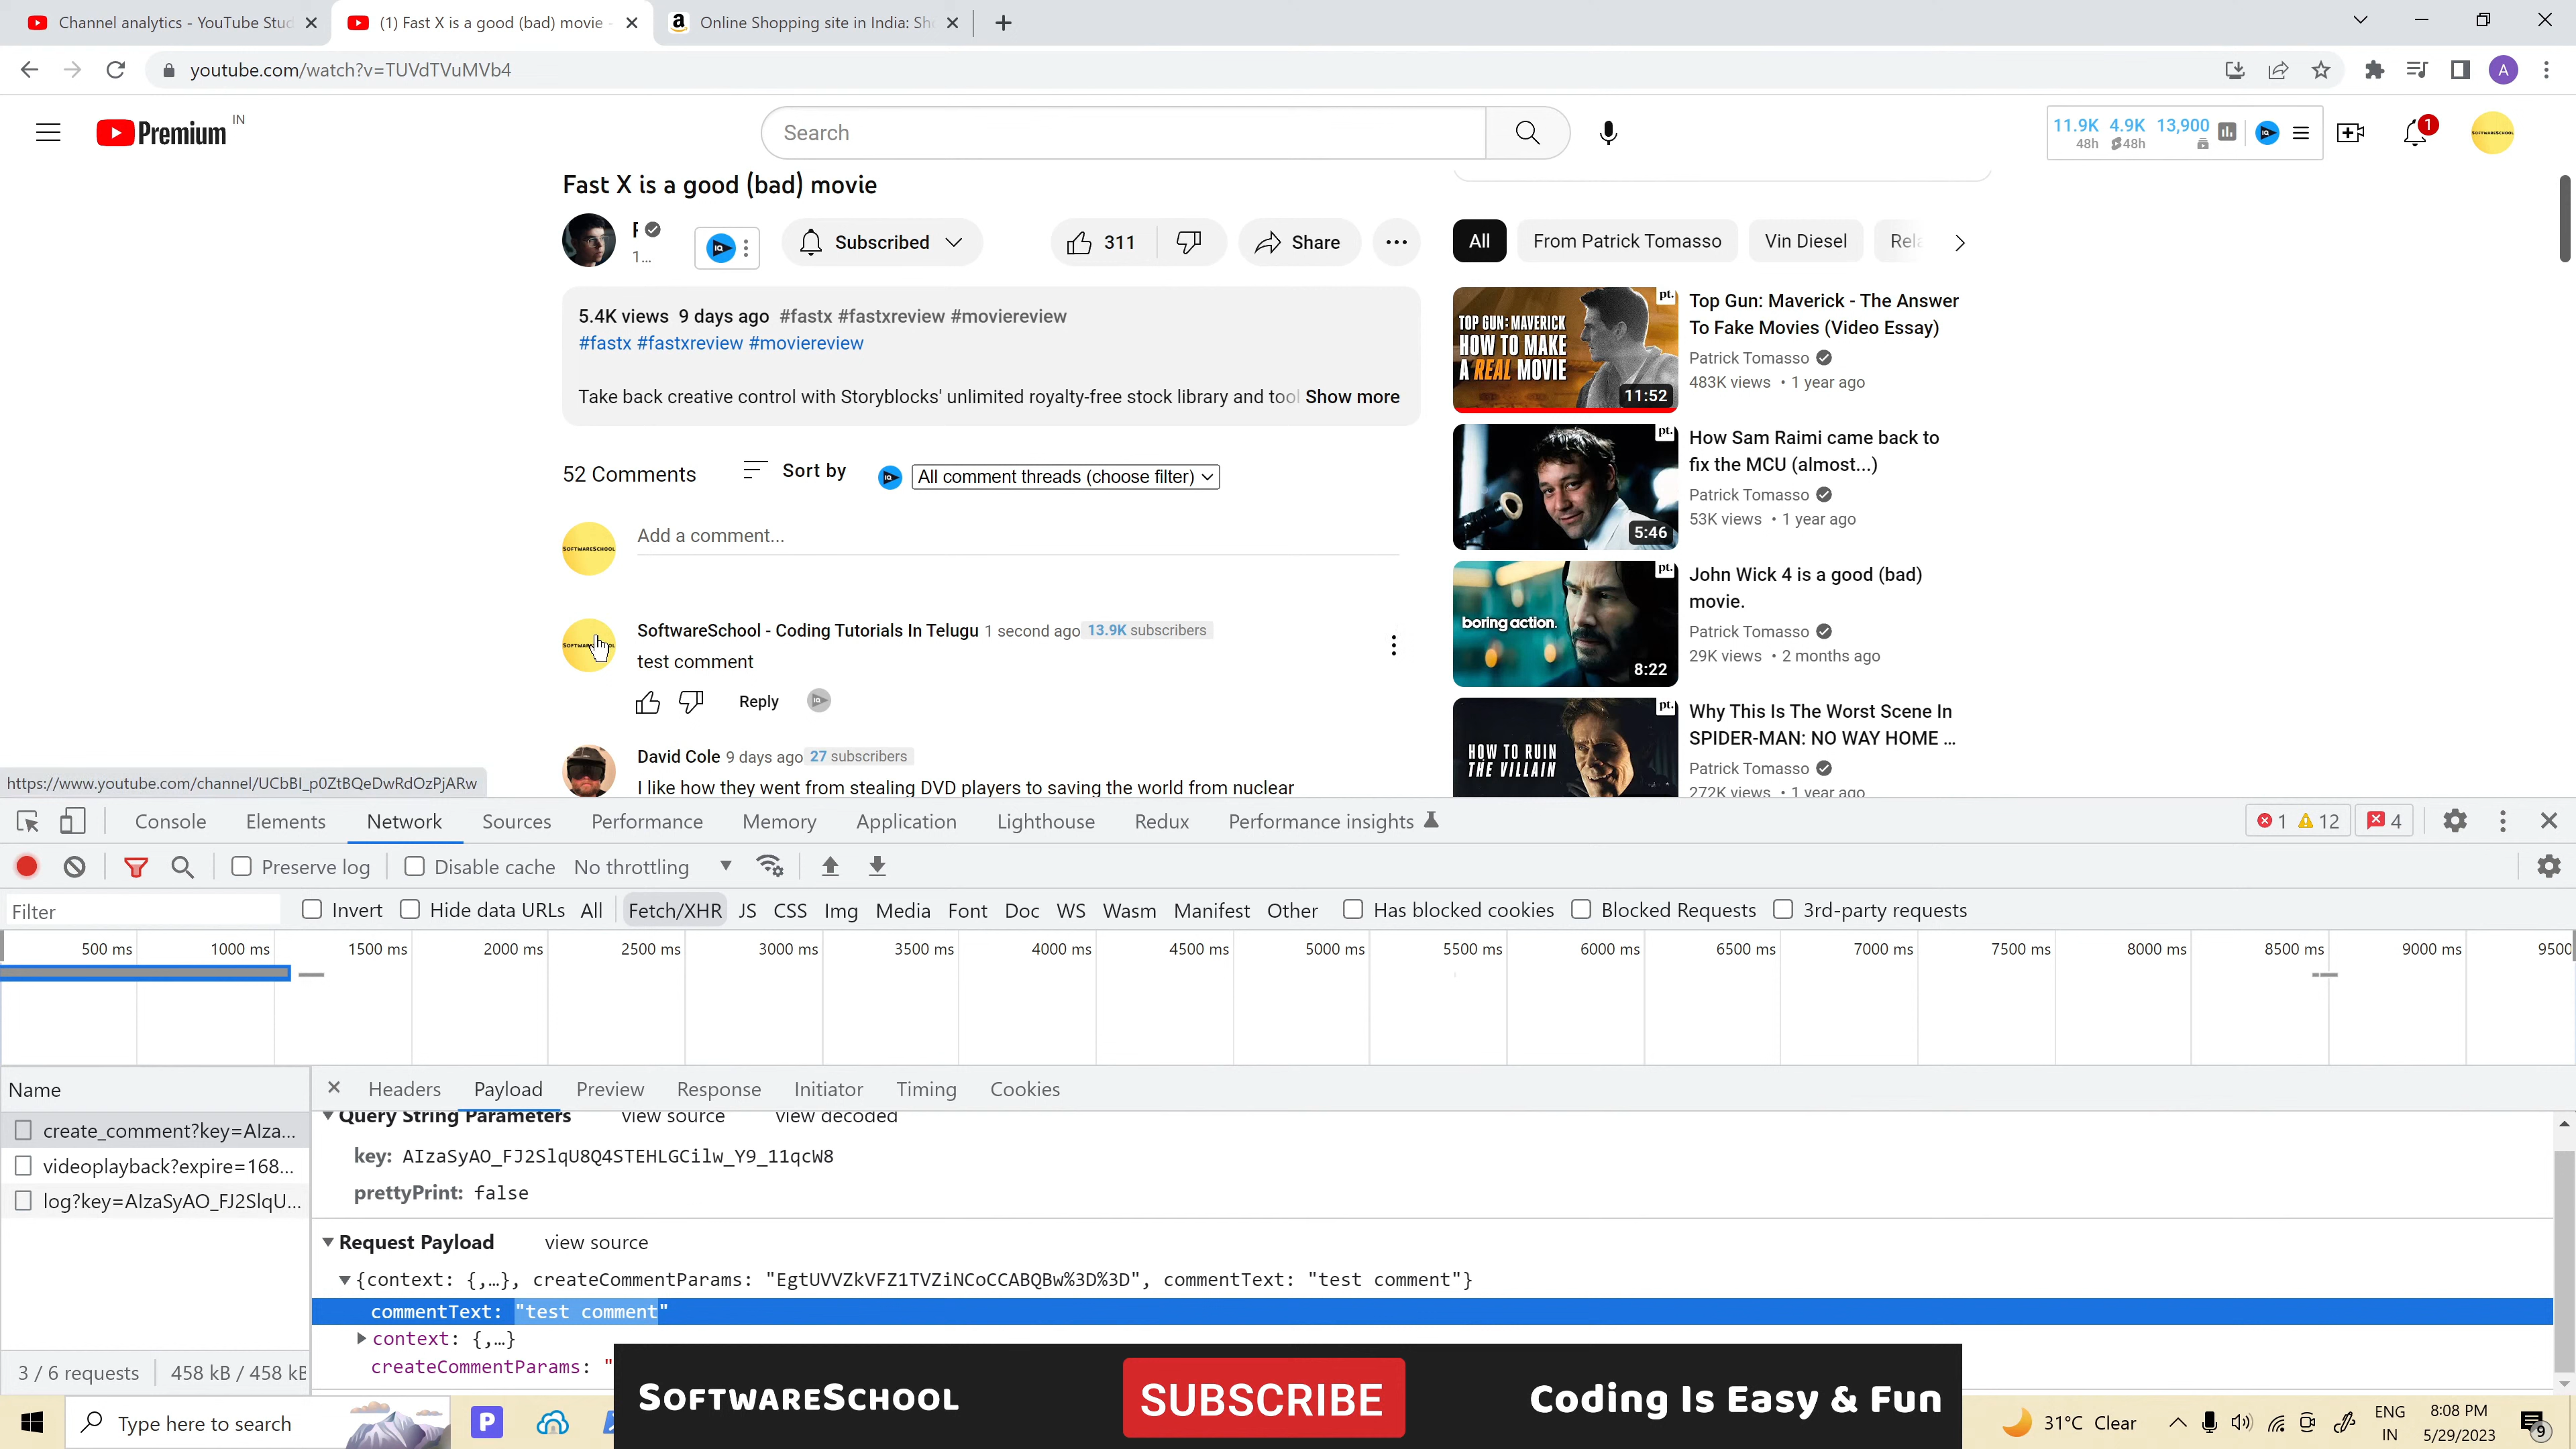 Channel analytics - YouTube Stud
(1) Fast X is a good (bad) movie -
Online Shopping site in India: Sh
youtube.com/watch?v=TUVdTVuMVb4
A
Premium IN
Search
11.9K 4.9K 13,900
48h 48h
1
SOFTWARESCHOOL
Fast X is a good (bad) movie
1...
IQ
Subscribed
311
Share
All
From Patrick Tomasso
Vin Diesel
Rela
5.4K views 9 days ago #fastx #fastxreview #moviereview
#fastx #fastxreview #moviereview
Take back creative control with Storyblocks' unlimited royalty-free stock library and tool Show more
52 Comments
Sort by
All comment threads (choose filter)
SOFTWARESCHOOL
Add a comment...
SoftwareSchool - Coding Tutorials In Telugu 1 second ago 13.9K subscribers
test comment
Reply
David Cole 9 days ago 27 subscribers
I like how they went from stealing DVD players to saving the world from nuclear
pt.
TOP GUN: MAVERICK
HOW TO MAKE
A REAL MOVIE
11:52
Top Gun: Maverick - The Answer
To Fake Movies (Video Essay)
Patrick Tomasso
483K views • 1 year ago
pt.
5:46
How Sam Raimi came back to
fix the MCU (almost...)
Patrick Tomasso
53K views • 1 year ago
pt.
boring action.
8:22
John Wick 4 is a good (bad)
movie.
Patrick Tomasso
29K views • 2 months ago
pt.
HOW TO RUIN
THE VILLAIN
Why This Is The Worst Scene In
SPIDER-MAN: NO WAY HOME ...
Patrick Tomasso
272K views • 1 year ago
https://www.youtube.com/channel/UCbBI_p0ZtBQeDwRdOzPjARw
Console Elements Network Sources Performance Memory Application Lighthouse Redux Performance insights
1 12 4
Preserve log Disable cache No throttling
Filter Invert Hide data URLs All Fetch/XHR JS CSS Img Media Font Doc WS Wasm Manifest Other Has blocked cookies Blocked Requests 3rd-party requests
500 ms 1000 ms 1500 ms 2000 ms 2500 ms 3000 ms 3500 ms 4000 ms 4500 ms 5000 ms 5500 ms 6000 ms 6500 ms 7000 ms 7500 ms 8000 ms 8500 ms 9000 ms 9500
Name
create_comment?key=AIza...
videoplayback?expire=168...
log?key=AIzaSyAO_FJ2SlqU...
3 / 6 requests 458 kB / 458 kB
Headers Payload Preview Response Initiator Timing Cookies
Query String Parameters view source view decoded
key: AIzaSyAO_FJ2SlqU8Q4STEHLGCilw_Y9_11qcW8
prettyPrint: false
Request Payload view source
{context: {,…}, createCommentParams: "EgtUVVZkVFZ1TVZiNCoCCABQBw%3D%3D", commentText: "test comment"}
commentText: "test comment"
context: {,…}
createCommentParams: "
SOFTWARESCHOOL
SUBSCRIBE
Coding Is Easy & Fun
Type here to search
P
31°C Clear
ENG
IN
8:08 PM
5/29/2023
9